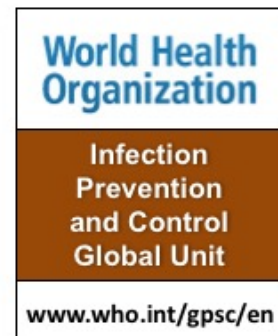 World Health
Organization
Infection
Prevention
and Control
Global Unit
www.who.int/gpsc/en